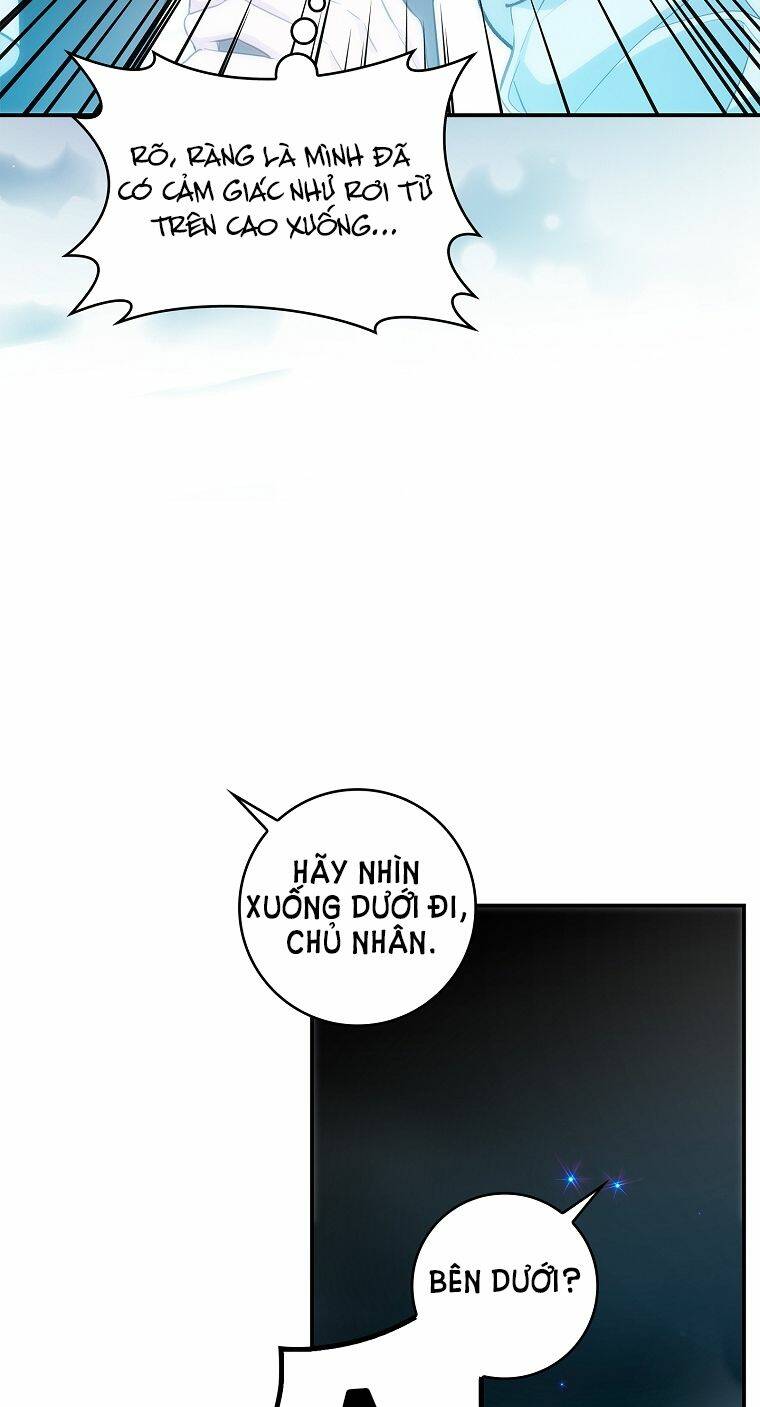 RÕ, RÀNG LÀ MÌNH ĐÃ
CÓ CẢM GIÁC NHƯ RƠI TỪ
TRÊN CAO XUỐNG...
HÃY NHÌN
XUỐNG DƯỚI ĐI,
CHỦ NHÂN.
BÊN DƯỚI?